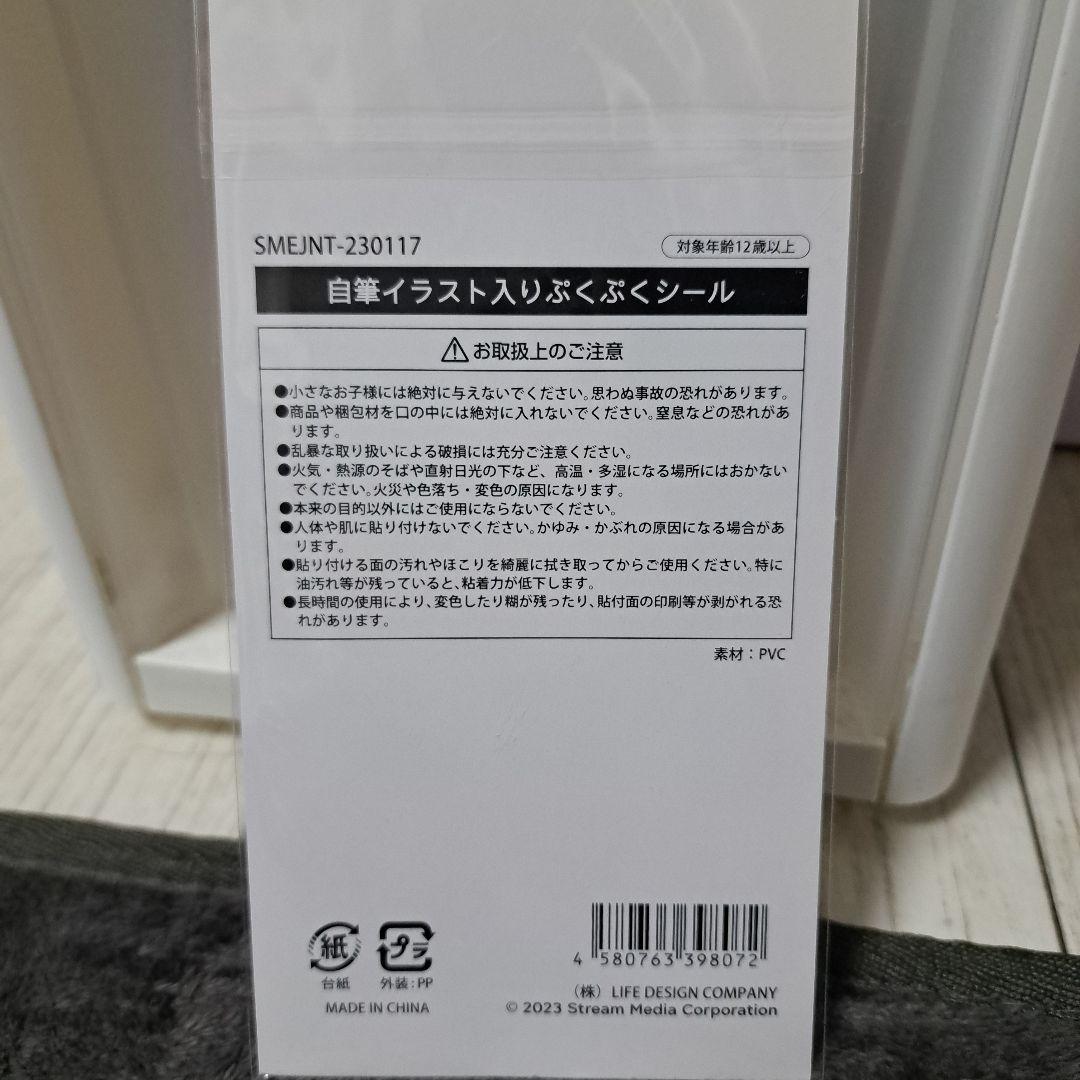 SMEJNT-230117
対象年齢12歳以上
自筆イラスト入りぷくぷくシール
⚠お取扱上のご注意
●小さなお子様には絶対に与えないでください。思わぬ事故の恐れがあります。
●商品や梱包材を口の中には絶対に入れないでください。窒息などの恐れがあ
ります。
●乱暴な取り扱いによる破損には充分ご注意ください。
●火気・熱源のそばや直射日光の下など、高温・多湿になる場所にはおかない
でください。火災や色落ち・変色の原因になります。
●本来の目的以外にはご使用にならないでください。
●人体や肌に貼り付けないでください。かゆみ・かぶれの原因になる場合があ
ります。
●貼り付ける面の汚れやほこりを綺麗に拭き取ってからご使用ください。特に
油汚れ等が残っていると、粘着力が低下します。
●長時間の使用により、変色したり糊が残ったり、貼付面の印刷等が剥がれる恐
れがあります。
素材：PVC
紙
プラ
台紙
外装：PP
MADE IN CHINA
4 580763 398072
（株） LIFE DESIGN COMPANY
© 2023 Stream Media Corporation